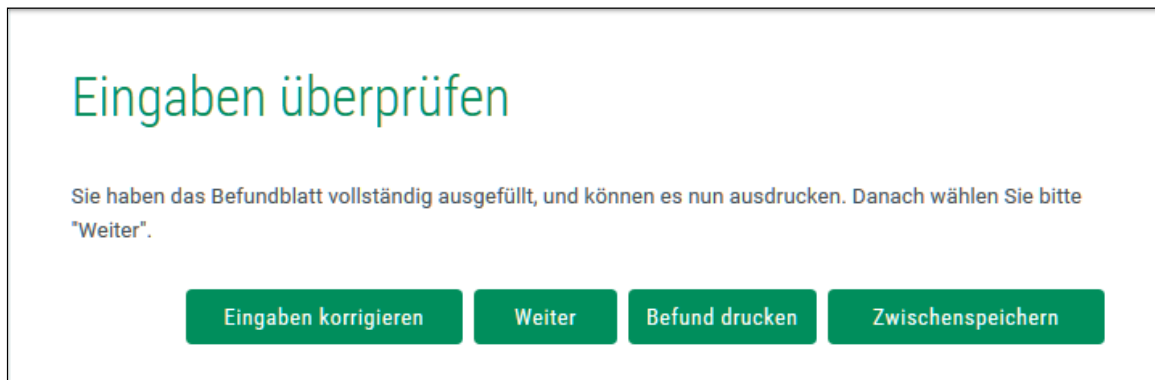 Eingaben überprüfen
Sie haben das Befundblatt vollständig ausgefüllt, und können es nun ausdrucken. Danach wählen Sie bitte
"Weiter".
Eingaben korrigieren Weiter Befund drucken Zwischenspeichern